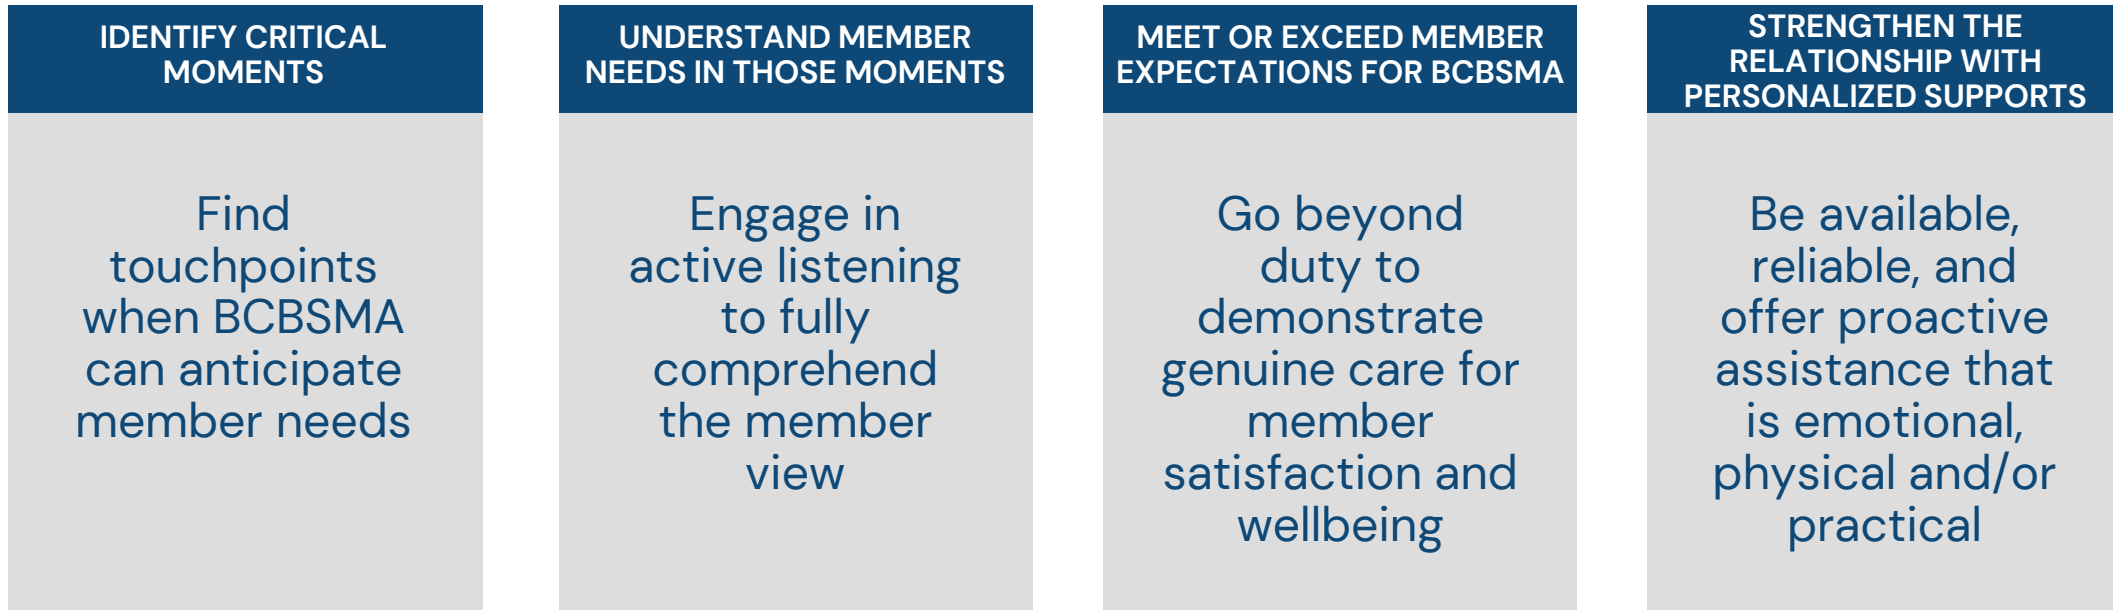 IDENTIFY CRITICAL
MOMENTS
Find
touchpoints
when BCBSMA
can anticipate
member needs
UNDERSTAND MEMBER
NEEDS IN THOSE MOMENTS
Engage in
active listening
to fully
comprehend
the member
view
MEET OR EXCEED MEMBER
EXPECTATIONS FOR BCBSMA
Go beyond
duty to
demonstrate
genuine care for
member
satisfaction and
wellbeing
STRENGTHEN THE
RELATIONSHIP WITH
PERSONALIZED SUPPORTS
Be available,
reliable, and
offer proactive
assistance that
is emotional,
physical and/or
practical